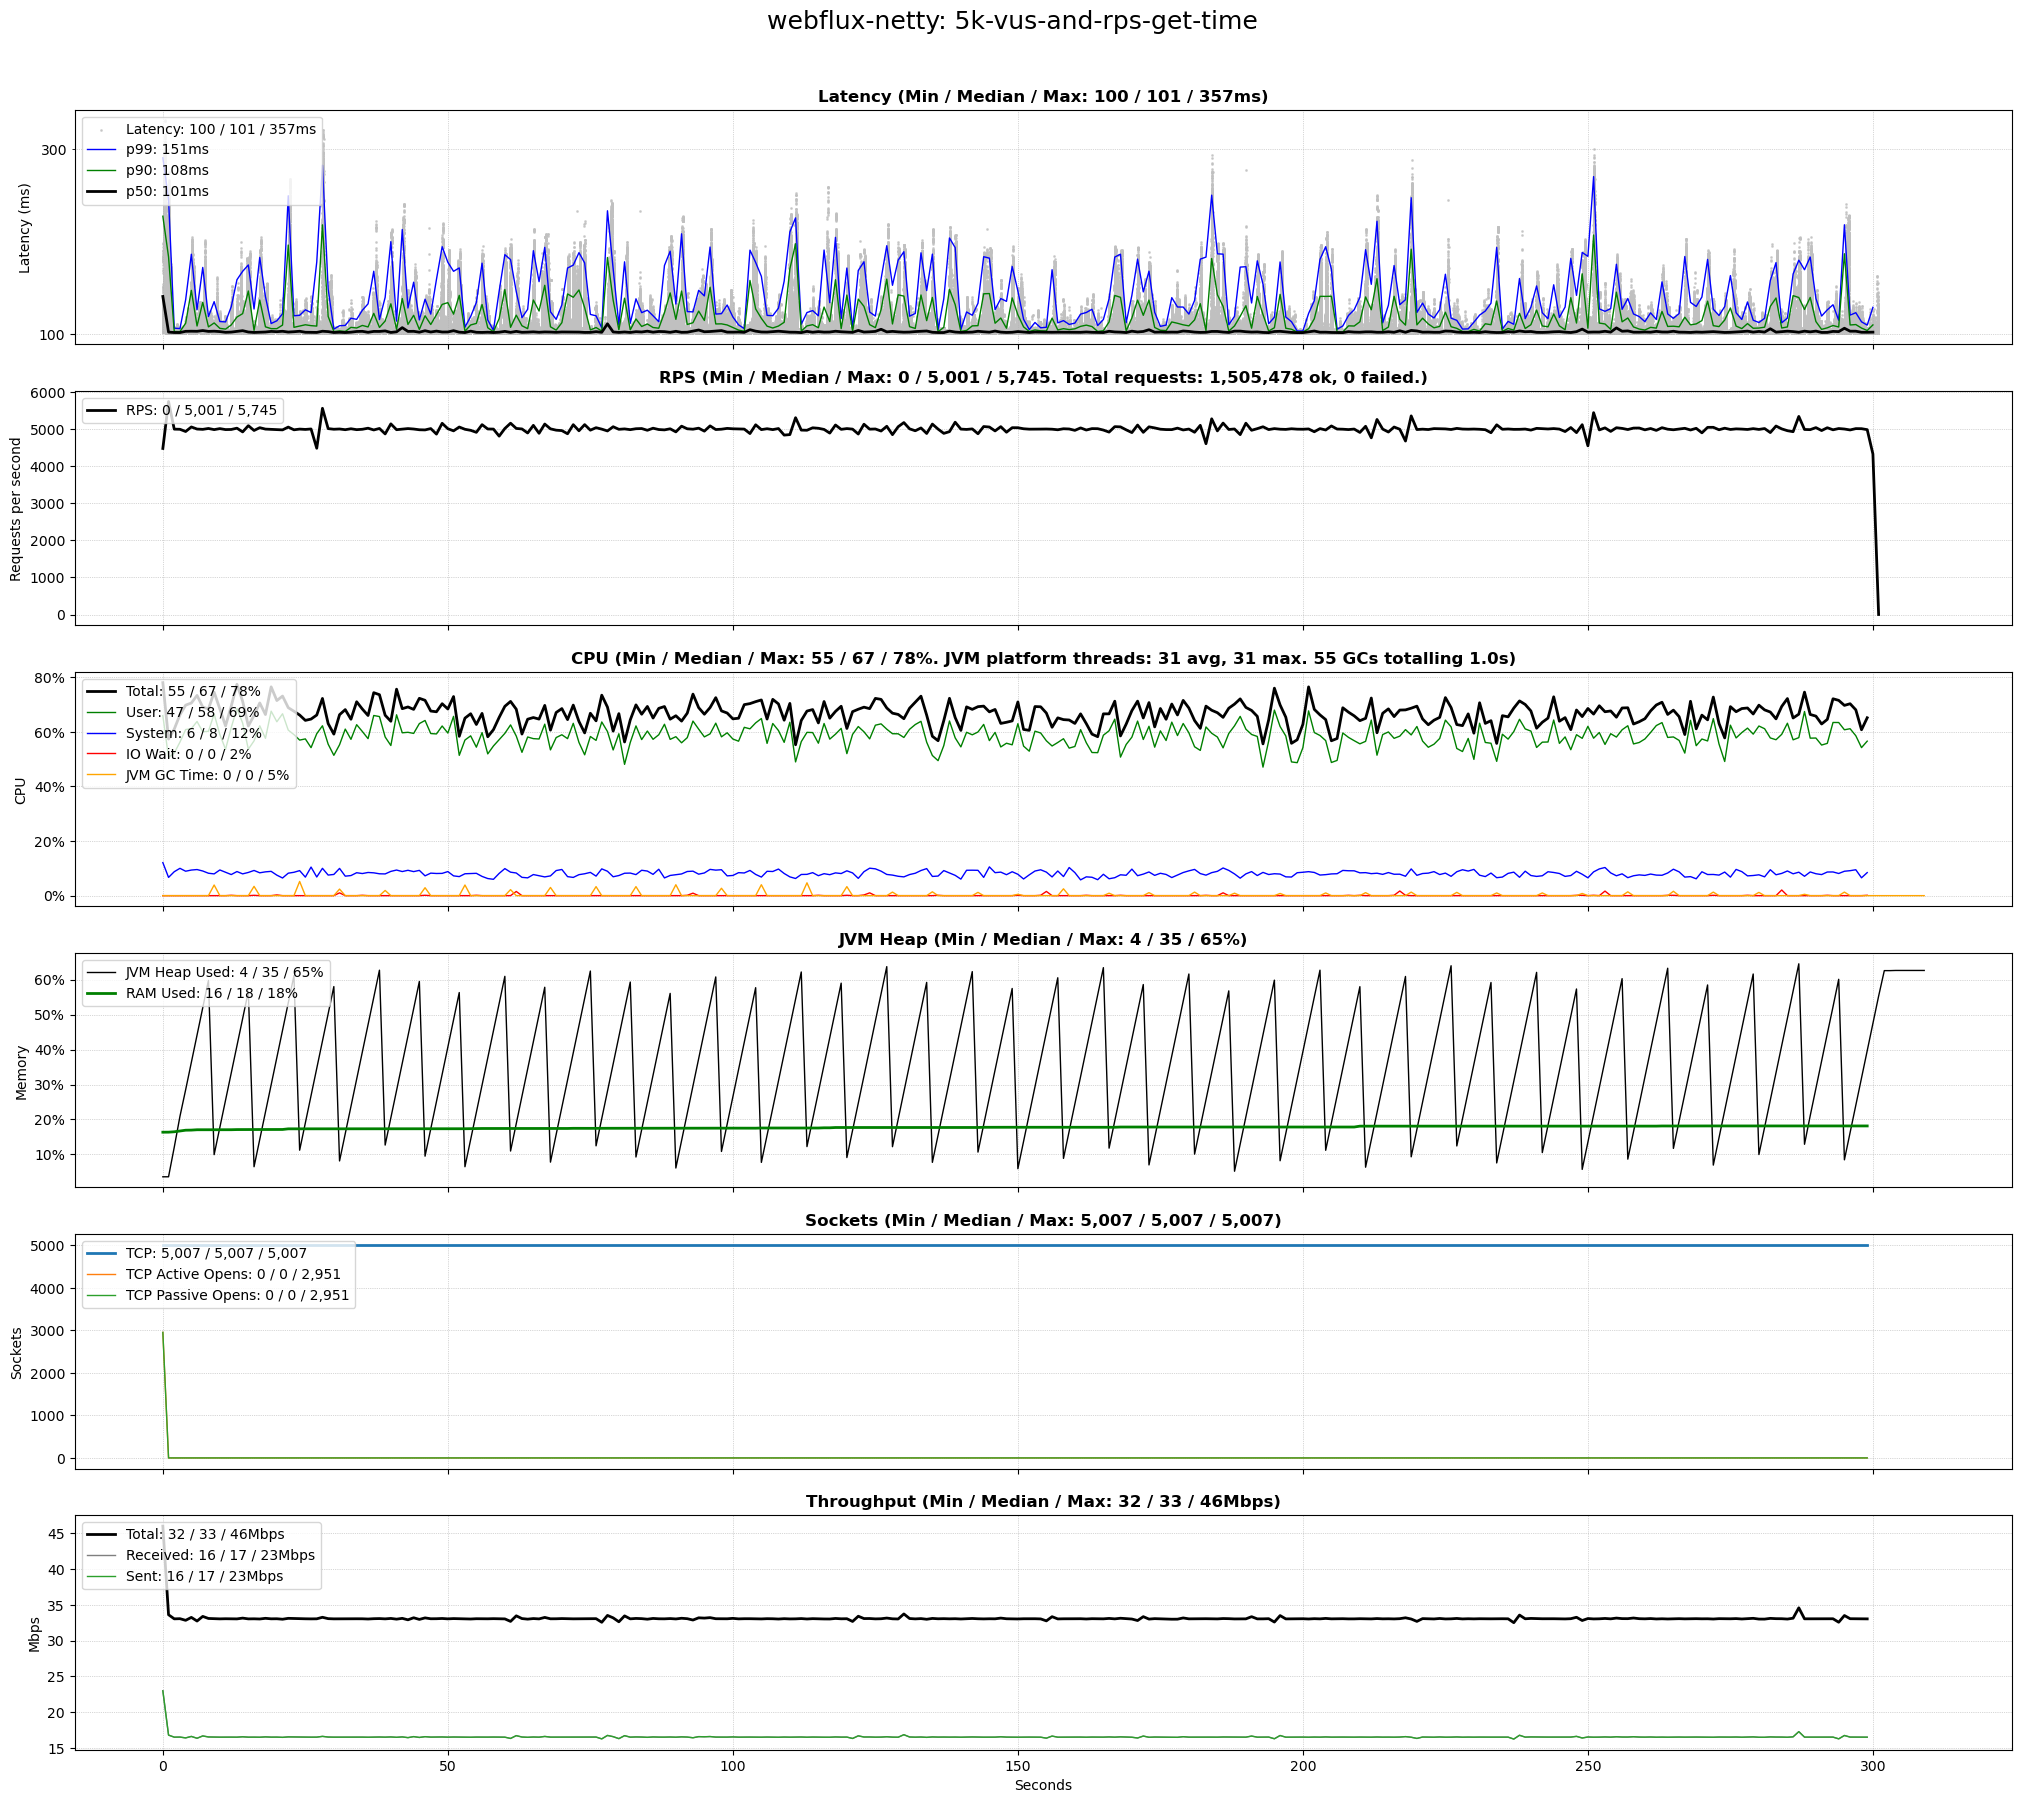 webflux-netty: 5k-vus-and-rps-get-time
Latency (Min / Median / Max: 100 / 101 / 357ms)
Latency: 100 / 101 / 357ms
p99: 151ms
p90: 108ms
p50: 101ms
300
100
Latency (ms)
RPS (Min / Median / Max: 0 / 5,001 / 5,745. Total requests: 1,505,478 ok, 0 failed.)
RPS: 0 / 5,001 / 5,745
6000
5000
4000
3000
2000
1000
0
Requests per second
CPU (Min / Median / Max: 55 / 67 / 78%. JVM platform threads: 31 avg, 31 max. 55 GCs totalling 1.0s)
Total: 55 / 67 / 78%
User: 47 / 58 / 69%
System: 6 / 8 / 12%
IO Wait: 0 / 0 / 2%
JVM GC Time: 0 / 0 / 5%
80%
60%
40%
20%
0%
CPU
JVM Heap (Min / Median / Max: 4 / 35 / 65%)
JVM Heap Used: 4 / 35 / 65%
RAM Used: 16 / 18 / 18%
60%
50%
40%
30%
20%
10%
Memory
Sockets (Min / Median / Max: 5,007 / 5,007 / 5,007)
TCP: 5,007 / 5,007 / 5,007
TCP Active Opens: 0 / 0 / 2,951
TCP Passive Opens: 0 / 0 / 2,951
5000
4000
3000
2000
1000
0
Sockets
Throughput (Min / Median / Max: 32 / 33 / 46Mbps)
Total: 32 / 33 / 46Mbps
Received: 16 / 17 / 23Mbps
Sent: 16 / 17 / 23Mbps
45
40
35
30
25
20
15
Mbps
0 50 100 150 200 250 300
Seconds